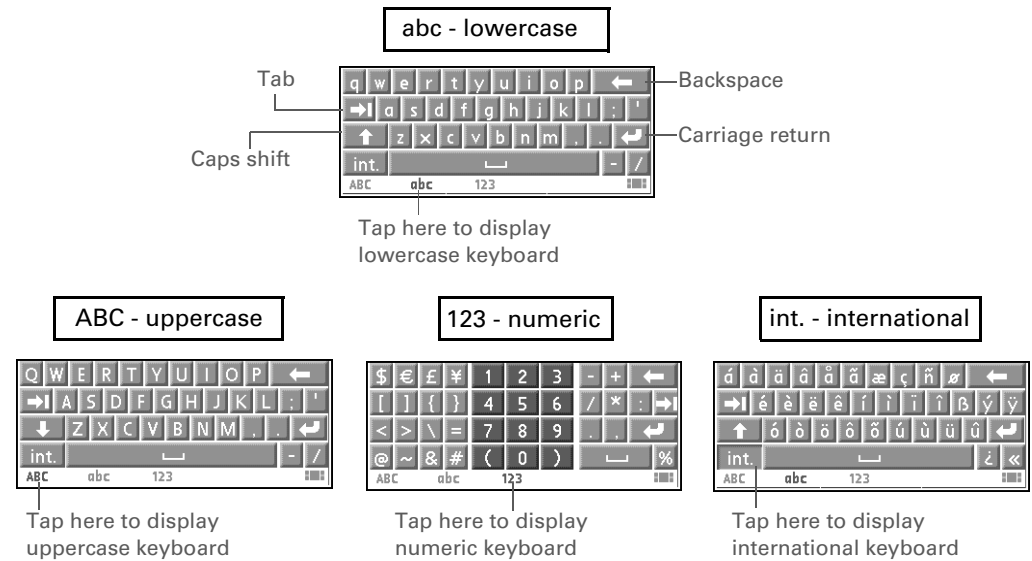 abc - lowercase
Tab
Backspace
q w e r t y u i o p
a s d f g h j k l ; '
Caps shift
Carriage return
z x c v b n m , .
int. - /
ABC abc 123
Tap here to display
lowercase keyboard
ABC - uppercase
Q W E R T Y U I O P
A S D F G H J K L : '
Z X C V B N M , .
int. - /
ABC abc 123
Tap here to display
uppercase keyboard
123 - numeric
$ € £ ¥ 1 2 3 - +
[ ] { } 4 5 6 / * :
< > \ = 7 8 9 . ,
@ ~ & # ( 0 ) %
ABC abc 123
Tap here to display
numeric keyboard
int. - international
á à ä â å ã æ ç ñ ø
é è ë ê í ì ï î ß ý ÿ
ó ò ö ô õ ú ù ü û
int. ¿ «
ABC abc 123
Tap here to display
international keyboard